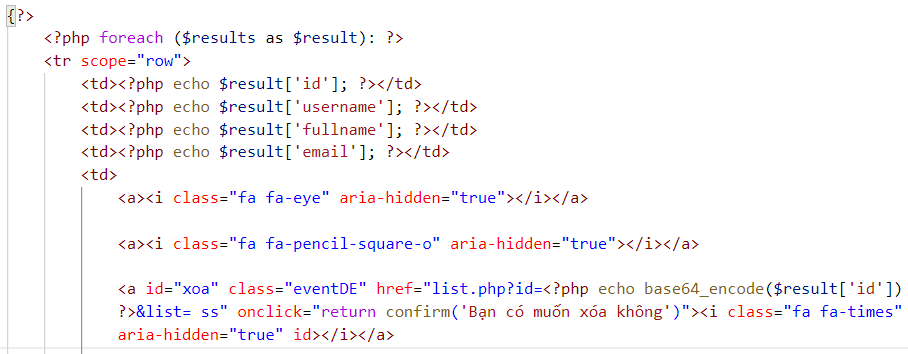 {?>
<?php foreach ($results as $result): ?>
<tr scope="row">
<td><?php echo $result['id']; ?></td>
<td><?php echo $result['username']; ?></td>
<td><?php echo $result['fullname']; ?></td>
<td><?php echo $result['email']; ?></td>
<td>
<a><i class="fa fa-eye" aria-hidden="true"></i></a>
<a><i class="fa fa-pencil-square-o" aria-hidden="true"></i></a>
<a id="xoa" class="eventDE" href="list.php?id=<?php echo base64_encode($result['id'])
?>&list= ss" onclick="return confirm('Bạn có muốn xóa không')"><i class="fa fa-times"
aria-hidden="true" id></i></a>